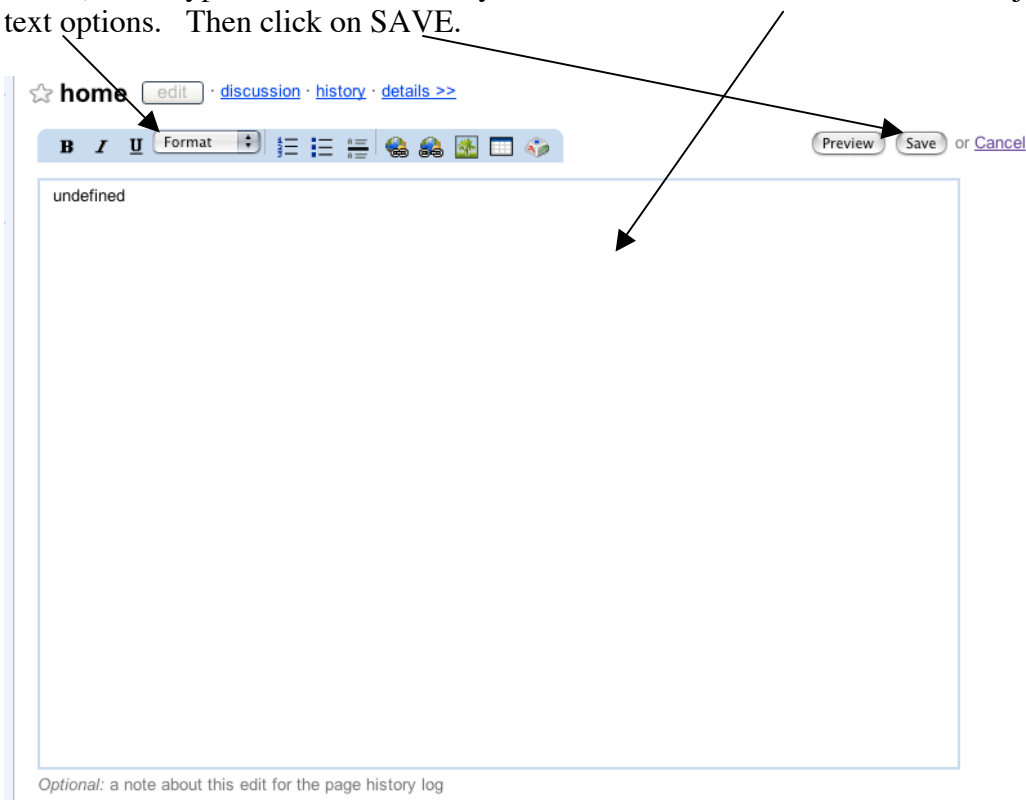 text options. Then click on SAVE.
home edit · discussion · history · details >>
B I U Format Preview Save or Cancel
undefined
Optional: a note about this edit for the page history log